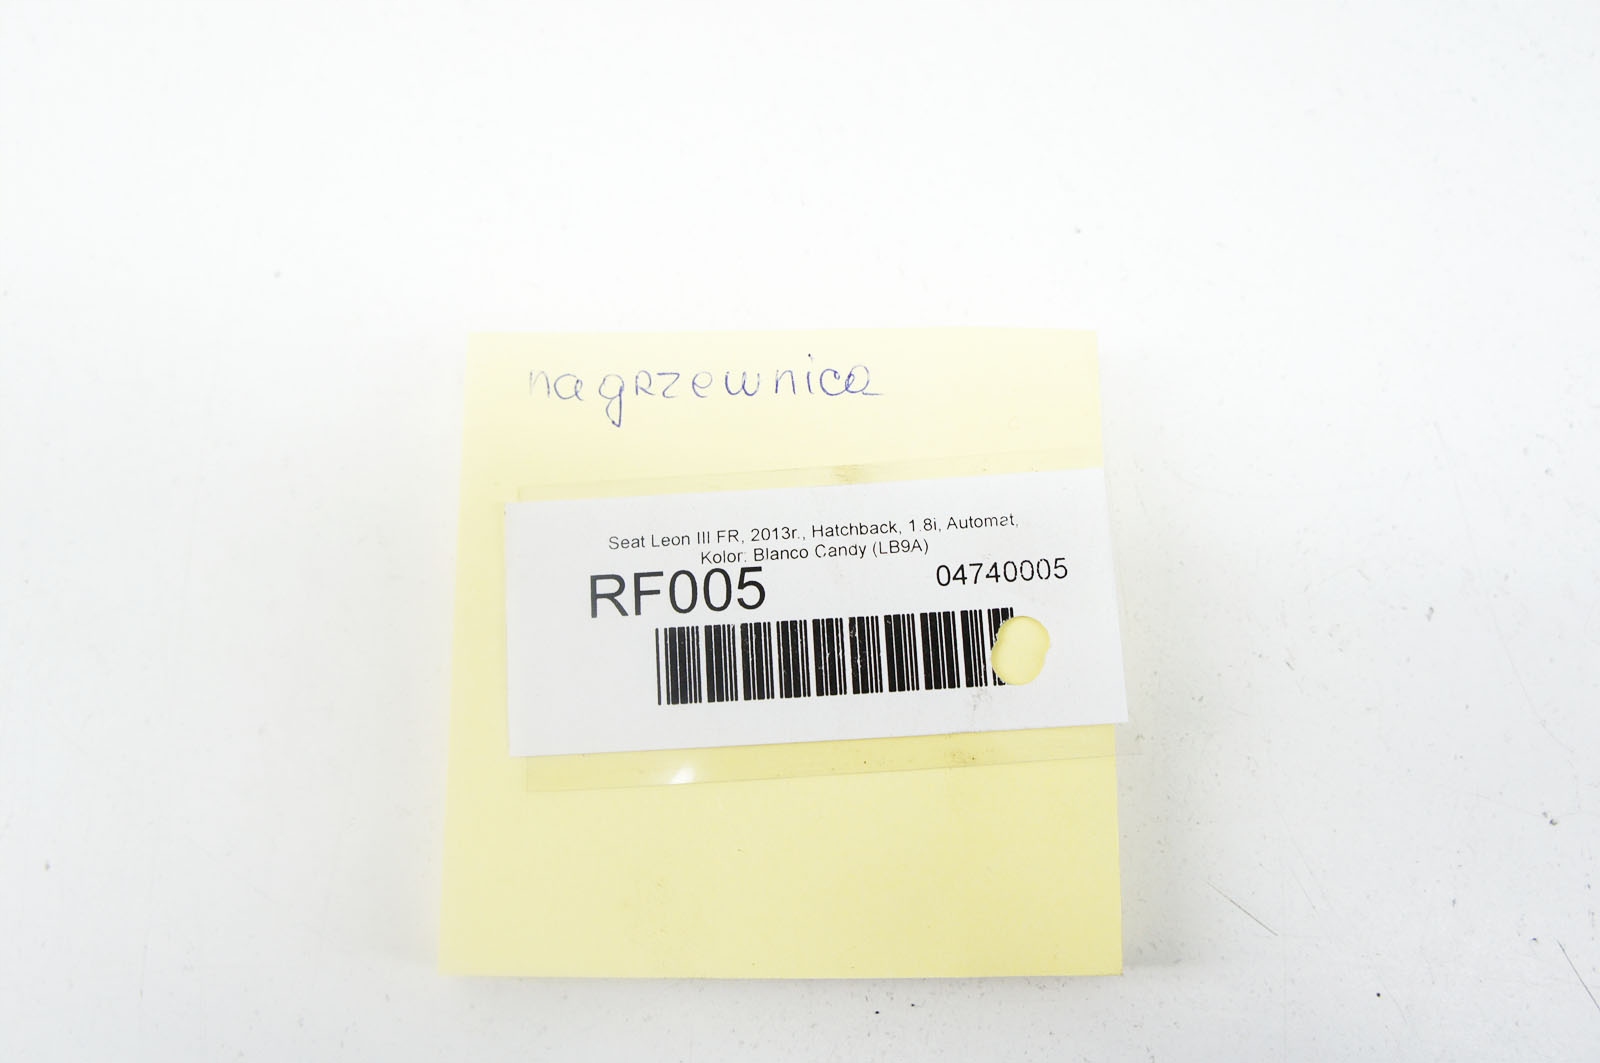 nagrzewnica
Seat Leon III FR, 2013r., Hatchback, 1.8i, Automat,
Kolor: Blanco Candy (LB9A)
RF005
04740005